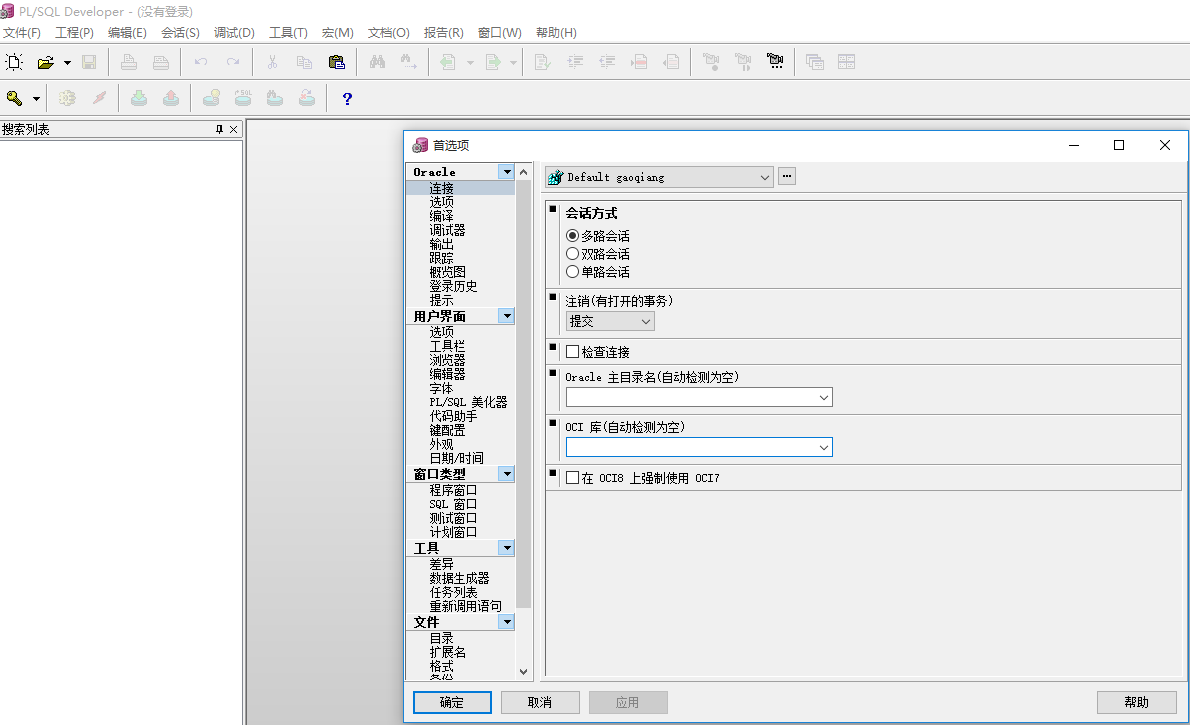 PL/SQL Developer - (没有登录)
文件(F) 工程(P) 编辑(E) 会话(S) 调试(D) 工具(T) 宏(M) 文档(O) 报告(R) 窗口(W) 帮助(H)
搜索列表
首选项
Oracle
连接
选项
编译
调试器
输出
跟踪
概览图
登录历史
提示
用户界面
选项
工具栏
浏览器
编辑器
字体
PL/SQL 美化器
代码助手
键配置
外观
日期/时间
窗口类型
程序窗口
SQL 窗口
测试窗口
计划窗口
工具
差异
数据生成器
任务列表
重新调用语句
文件
目录
扩展名
格式
备份
Default gaoqiang
会话方式
多路会话
双路会话
单路会话
注销(有打开的事务)
提交
检查连接
Oracle 主目录名(自动检测为空)
OCI 库(自动检测为空)
在 OCI8 上强制使用 OCI7
确定 取消 应用 帮助